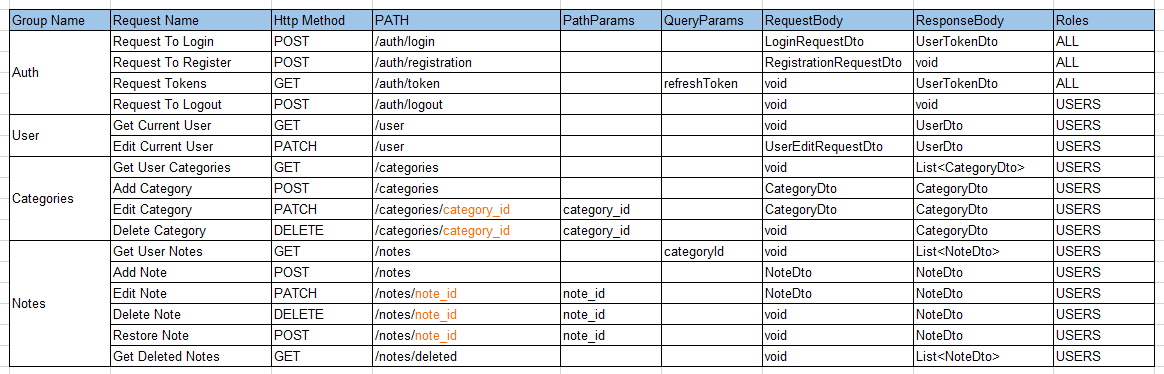 Group Name Request Name Http Method PATH PathParams QueryParams RequestBody ResponseBody Roles
Auth
Request To Login POST /auth/login LoginRequestDto UserTokenDto ALL
Request To Register POST /auth/registration RegistrationRequestDto void ALL
Request Tokens GET /auth/token refreshToken void UserTokenDto ALL
Request To Logout POST /auth/logout void void USERS
User
Get Current User GET /user void UserDto USERS
Edit Current User PATCH /user UserEditRequestDto UserDto USERS
Categories
Get User Categories GET /categories void List<CategoryDto> USERS
Add Category POST /categories CategoryDto CategoryDto USERS
Edit Category PATCH /categories/category_id category_id CategoryDto CategoryDto USERS
Delete Category DELETE /categories/category_id category_id void CategoryDto USERS
Notes
Get User Notes GET /notes categoryId void List<NoteDto> USERS
Add Note POST /notes NoteDto NoteDto USERS
Edit Note PATCH /notes/note_id note_id NoteDto NoteDto USERS
Delete Note DELETE /notes/note_id note_id void NoteDto USERS
Restore Note POST /notes/note_id note_id void NoteDto USERS
Get Deleted Notes GET /notes/deleted void List<NoteDto> USERS